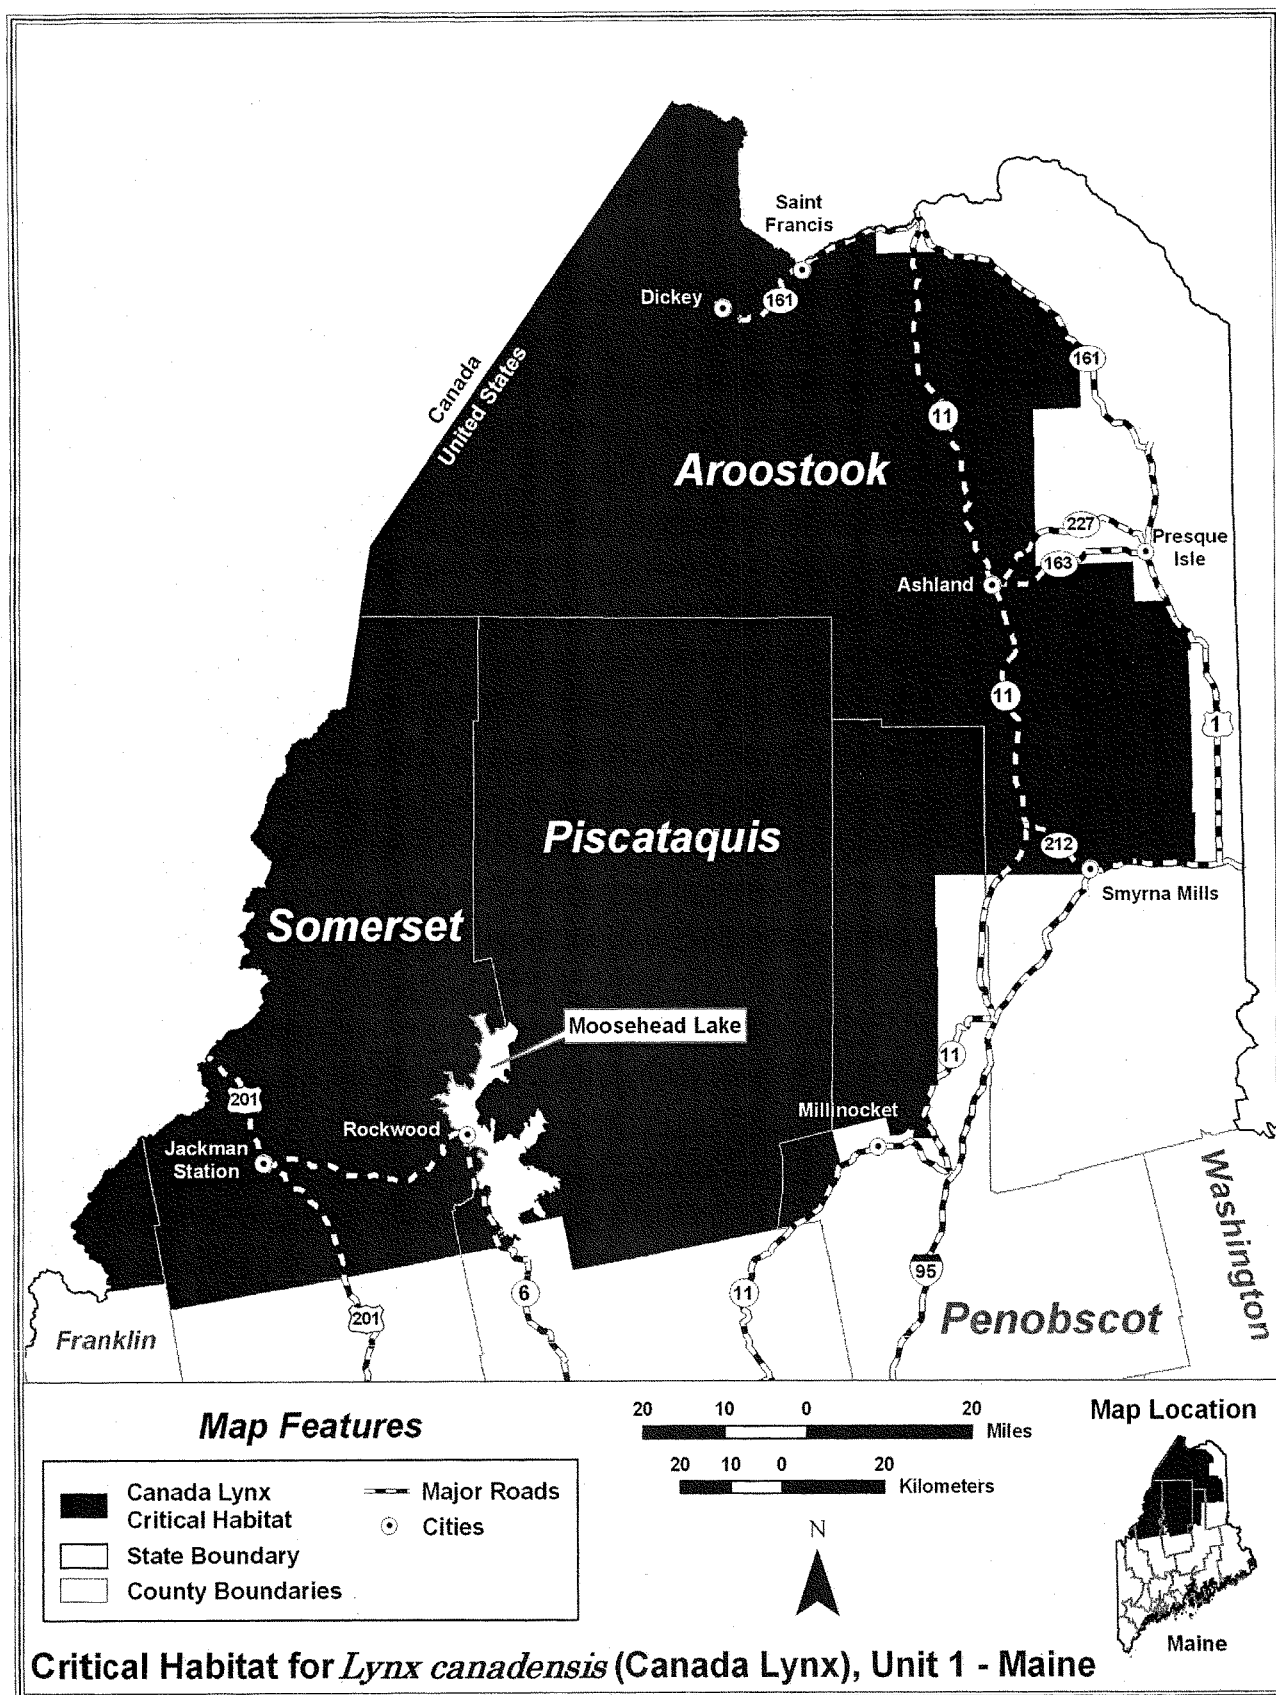 Saint
Francis
Dickey
161
161
Canada
United States
11
Aroostook
227
Presque
Isle
163
Ashland
11
1
Piscataquis
212
Smyrna Mills
Somerset
Moosehead Lake
11
201
Rockwood
Millinocket
Jackman
Station
Washington
95
6
11
201
Penobscot
Franklin
Map Features
Canada Lynx
Critical Habitat
State Boundary
County Boundaries
Major Roads
Cities
20 10 0 20
Miles
20 10 0 20
Kilometers
N
Map Location
Maine
Critical Habitat for Lynx canadensis (Canada Lynx), Unit 1 - Maine